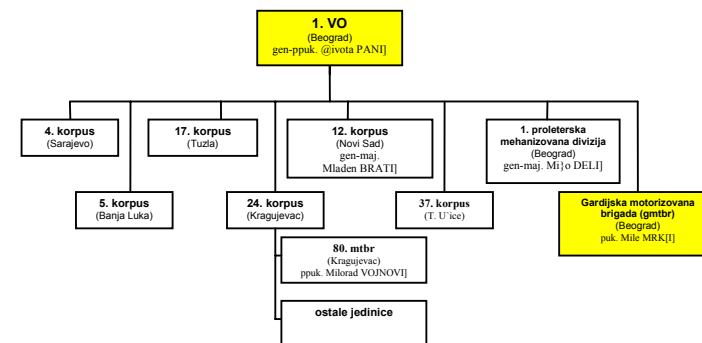 1. VO
(Beograd)
gen-ppuk. @ivota PANI]
4. korpus
(Sarajevo)
17. korpus
(Tuzla)
12. korpus
(Novi Sad)
gen-maj.
Mladen BRATI]
1. proleterska
mehanizovana divizija
(Beograd)
gen-maj. Mi}o DELI]
5. korpus
(Banja Luka)
24. korpus
(Kragujevac)
37. korpus
(T. U`ice)
Gardijska motorizovana
brigada (gmtbr)
(Beograd)
puk. Mile MRK[I]
80. mtbr
(Kragujevac)
ppuk. Milorad VOJNOVI]
ostale jedinice